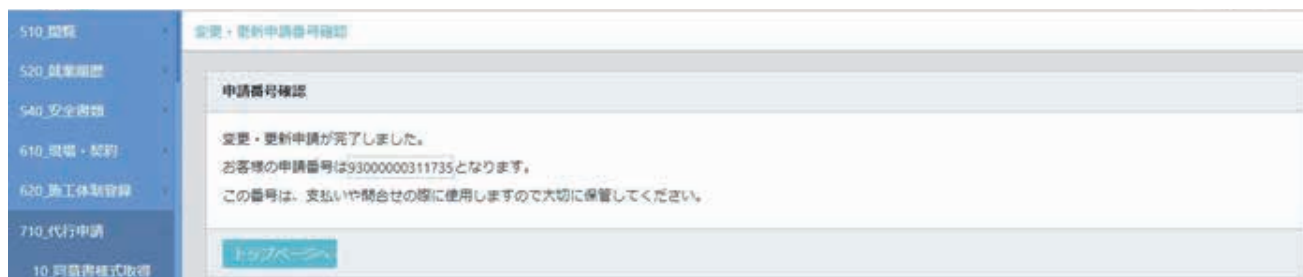 510_閲覧
520_就業履歴
540_安全書類
610_現場・契約
620_施工体制登録
710_代行申請
10_同意書様式取得
変更・更新申請番号確認
申請番号確認
変更・更新申請が完了しました。
お客様の申請番号は93000000311735となります。
この番号は、支払いや問合せの際に使用しますので大切に保管してください。
トップページへ